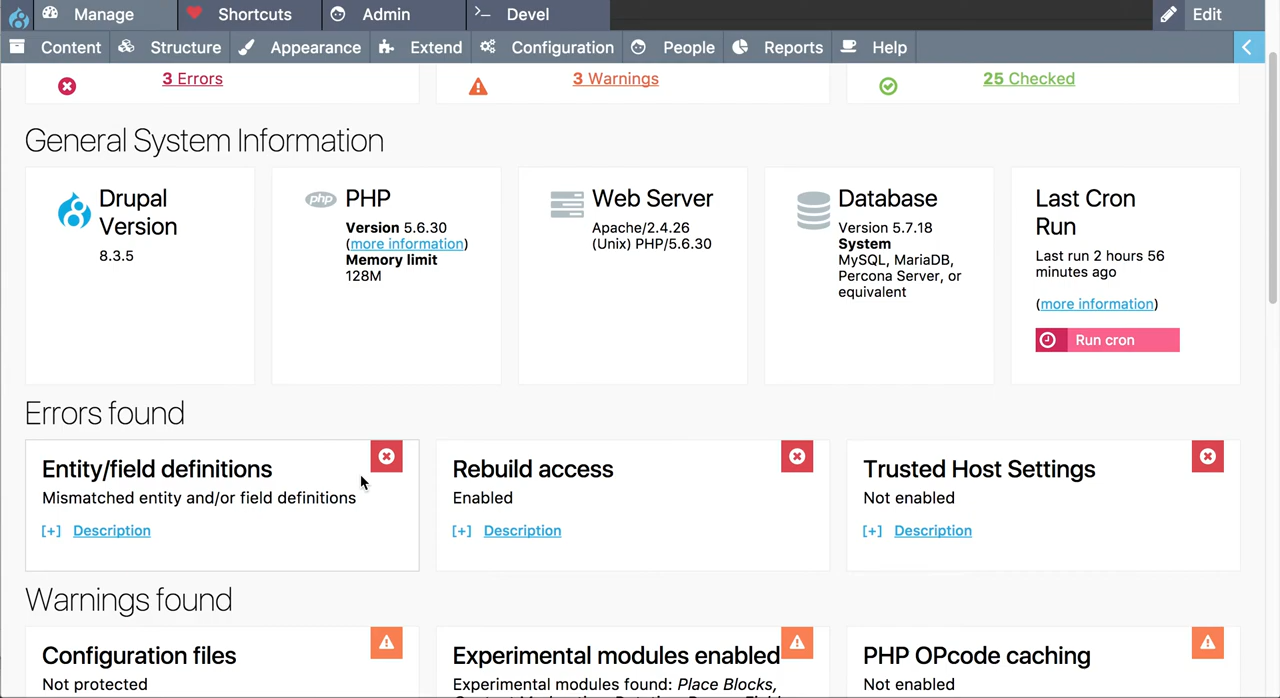 Manage Shortcuts Admin Devel Edit
Content Structure Appearance Extend Configuration People Reports Help
3 Errors 3 Warnings 25 Checked
General System Information
Drupal
Version
8.3.5
php PHP
Version 5.6.30
(more information)
Memory limit
128M
Web Server
Apache/2.4.26
(Unix) PHP/5.6.30
Database
Version 5.7.18
System
MySQL, MariaDB,
Percona Server, or
equivalent
Last Cron
Run
Last run 2 hours 56
minutes ago
(more information)
Run cron
Errors found
Entity/field definitions
Mismatched entity and/or field definitions
[+] Description
Rebuild access
Enabled
[+] Description
Trusted Host Settings
Not enabled
[+] Description
Warnings found
Configuration files
Not protected
Experimental modules enabled
Experimental modules found: Place Blocks,
PHP OPcode caching
Not enabled